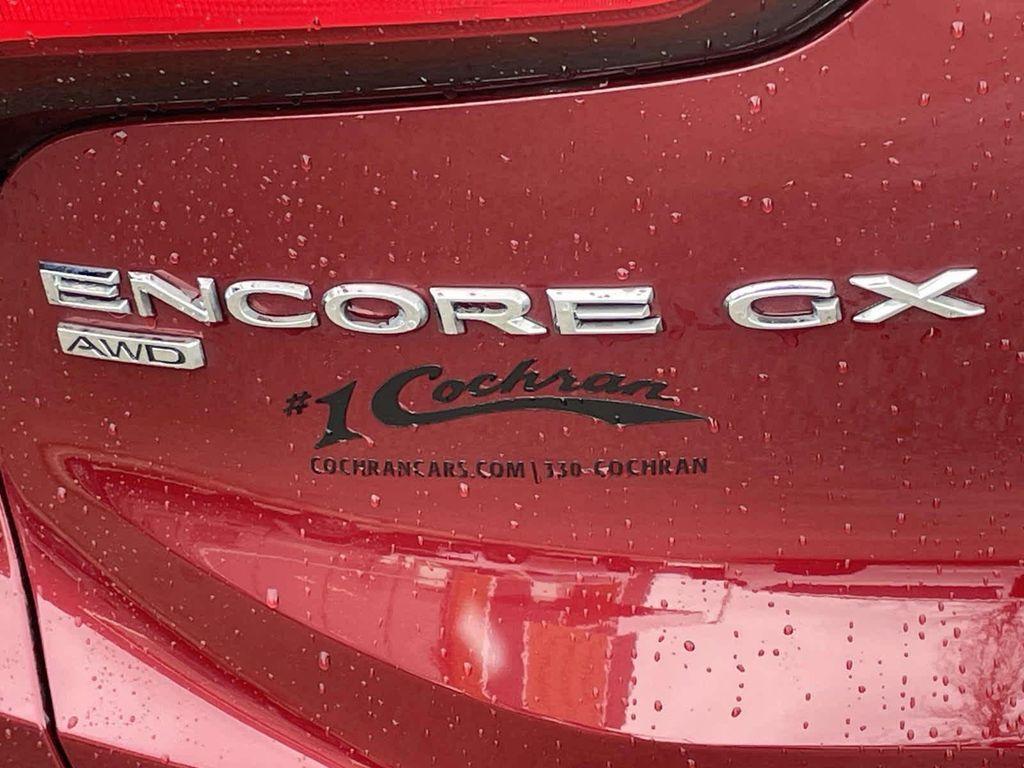 ENCORE GX
AWD
#1 Cochran
COCHRANCARS.COM | 330-COCHRAN